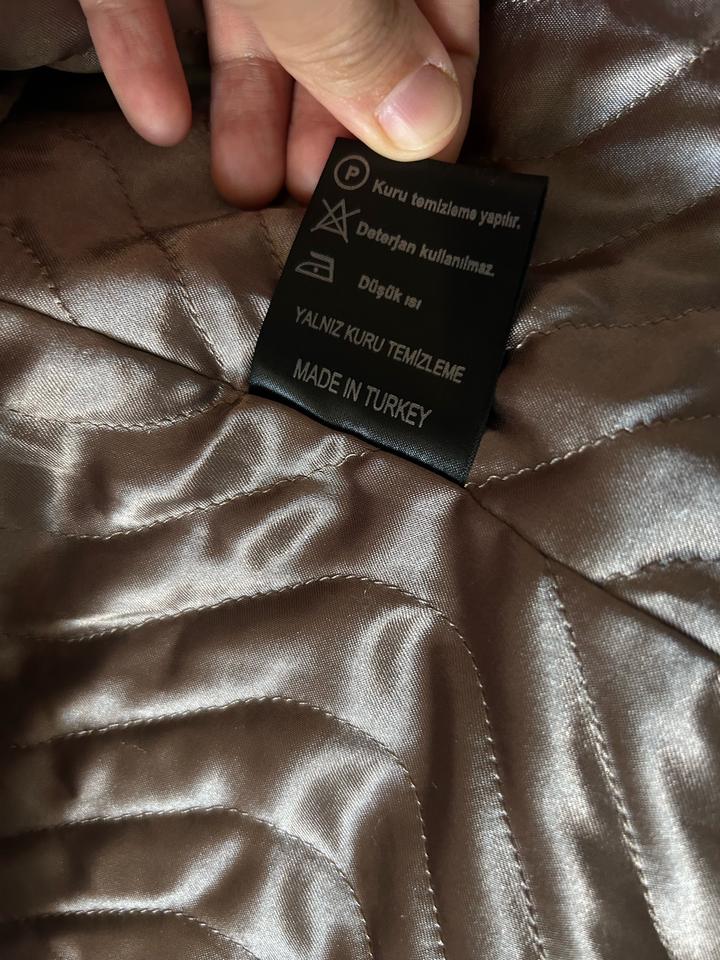 P
Kuru temizleme yapılır.
Deterjan kullanılmaz.
Düşük ısı
YALNIZ KURU TEMİZLEME
MADE IN TURKEY